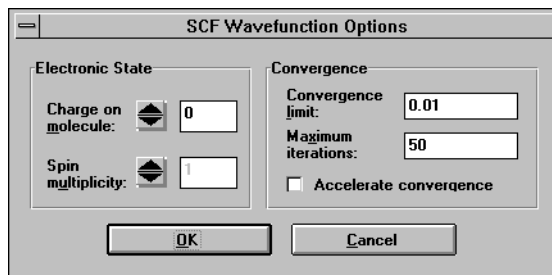 SCF Wavefunction Options
Electronic State
Charge on
molecule:
0
Spin
multiplicity:
1
Convergence
Convergence
limit:
0.01
Maximum
iterations:
50
Accelerate convergence
OK
Cancel